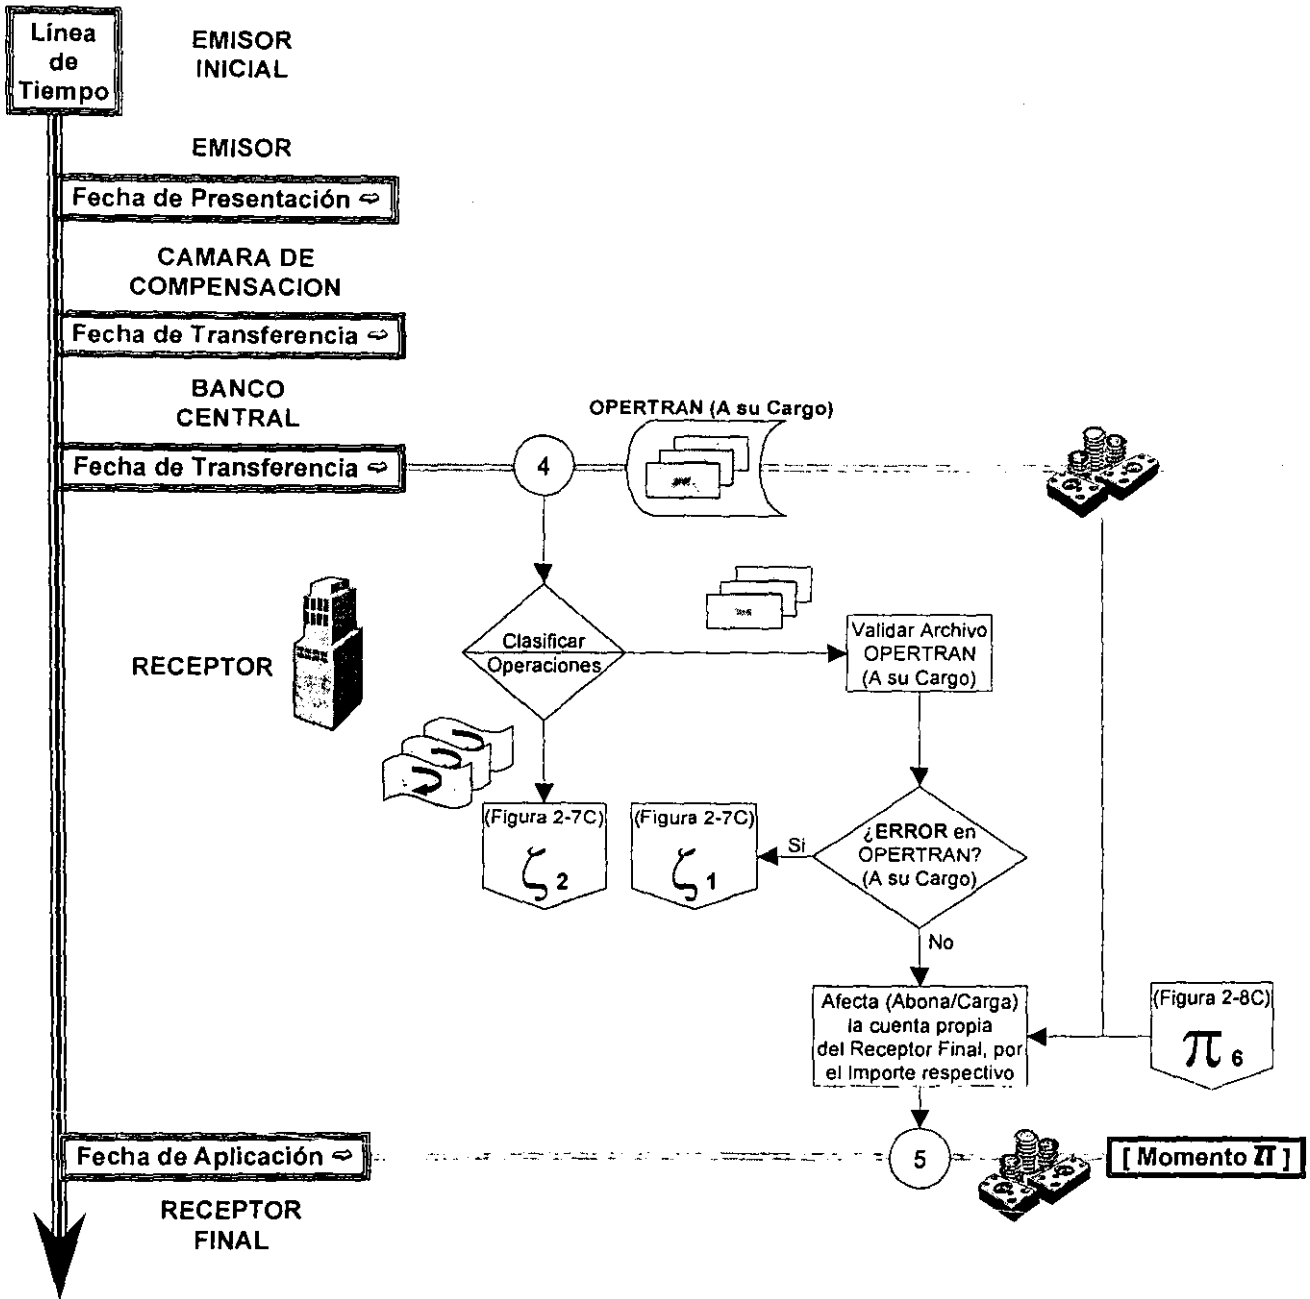 Línea
de
Tiempo
EMISOR
INICIAL
EMISOR
Fecha de Presentación ➪
CAMARA DE
COMPENSACION
Fecha de Transferencia ➪
BANCO
CENTRAL
OPERTRAN (A su Cargo)
Fecha de Transferencia ➪
4
RECEPTOR
Clasificar
Operaciones
Validar Archivo
OPERTRAN
(A su Cargo)
(Figura 2-7C)
ζ 2
(Figura 2-7C)
ζ 1
Si
¿ERROR en
OPERTRAN?
(A su Cargo)
No
Afecta (Abona/Carga)
la cuenta propia
del Receptor Final, por
el Importe respectivo
(Figura 2-8C)
π 6
Fecha de Aplicación ➪
5
[ Momento π ]
RECEPTOR
FINAL